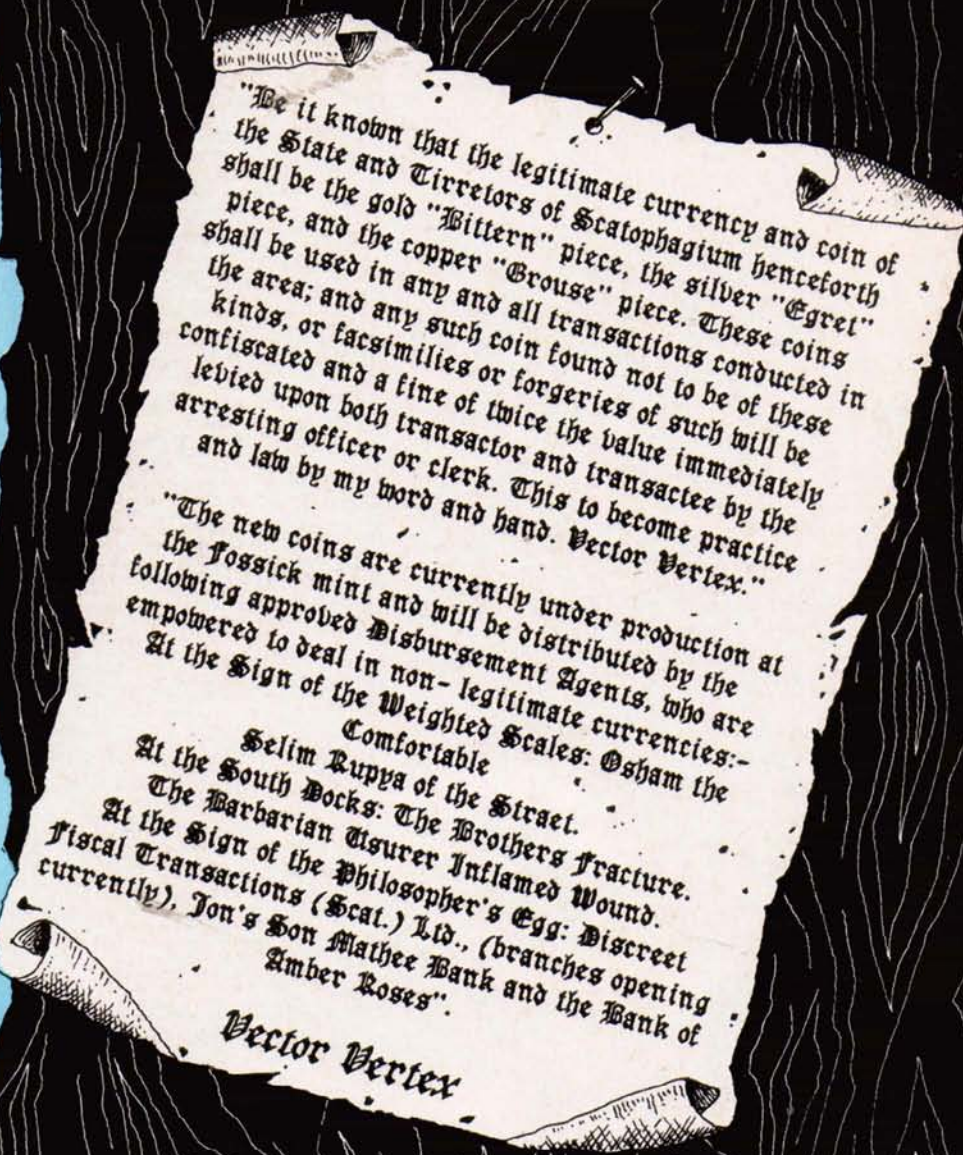 "Be it known that the legitimate currency and coin of
the State and Tirretors of Scatophagium henceforth
shall be the gold "Bittern" piece, the silver "Egret"
piece, and the copper "Grouse" piece. These coins
shall be used in any and all transactions conducted in
the area; and any such coin found not to be of these
kinds, or facsimilies or forgeries of such will be
confiscated and a fine of twice the value immediately
levied upon both transactor and transactee by the
arresting officer or clerk. This to become practice
and law by my word and hand. Vector Vertex."
"The new coins are currently under production at
the Fossick mint and will be distributed by the
following approved Disbursement Agents, who are
empowered to deal in non- legitimate currencies:-
At the Sign of the Weighted Scales: Osham the
Comfortable
Selim Rupya of the Straet.
At the South Docks: The Brothers Fracture.
The Barbarian Usurer Inflamed Wound.
At the Sign of the Philosopher's Egg: Discreet
Fiscal Transactions (Scat.) Ltd., (branches opening
currently), Jon's Son Mathee Bank and the Bank of
Amber Roses".
Vector Vertex